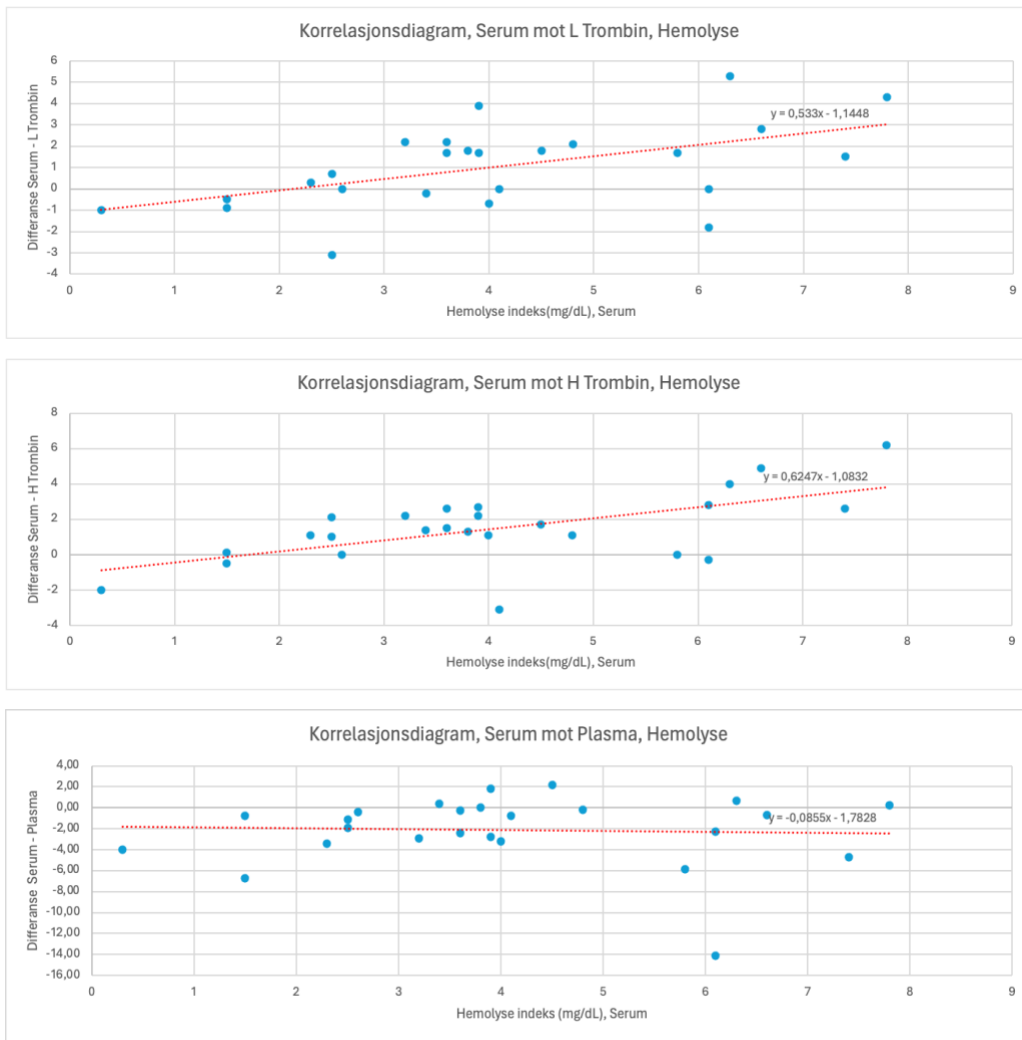 Korrelasjonsdiagram, Serum mot L Trombin, Hemolyse
Differanse Serum - L Trombin
6
5
4
3
2
1
0
-1
-2
-3
-4
y = 0,533x - 1,1448
0 1 2 3 4 5 6 7 8 9
Hemolyse indeks(mg/dL), Serum
Korrelasjonsdiagram, Serum mot H Trombin, Hemolyse
Differanse Serum - H Trombin
8
6
4
2
0
-2
-4
y = 0,6247x - 1,0832
0 1 2 3 4 5 6 7 8 9
Hemolyse indeks(mg/dL), Serum
Korrelasjonsdiagram, Serum mot Plasma, Hemolyse
Differanse Serum - Plasma
4,00
2,00
0,00
-2,00
-4,00
-6,00
-8,00
-10,00
-12,00
-14,00
-16,00
y = -0,0855x - 1,7828
0 1 2 3 4 5 6 7 8 9
Hemolyse indeks (mg/dL), Serum